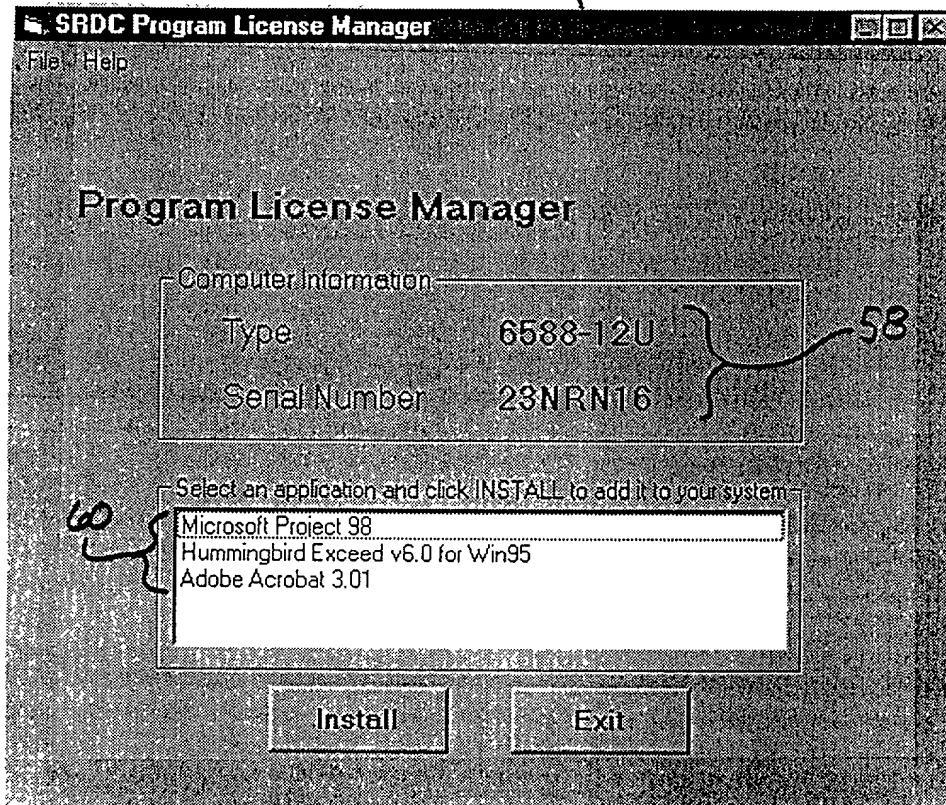 SRDC Program License Manager
File Help
Program License Manager
Computer Information
Type 6588-12U
58
Serial Number 23NRN16
Select an application and click INSTALL to add it to your system
60
Microsoft Project 98
Hummingbird Exceed v6.0 for Win95
Adobe Acrobat 3.01
Install Exit